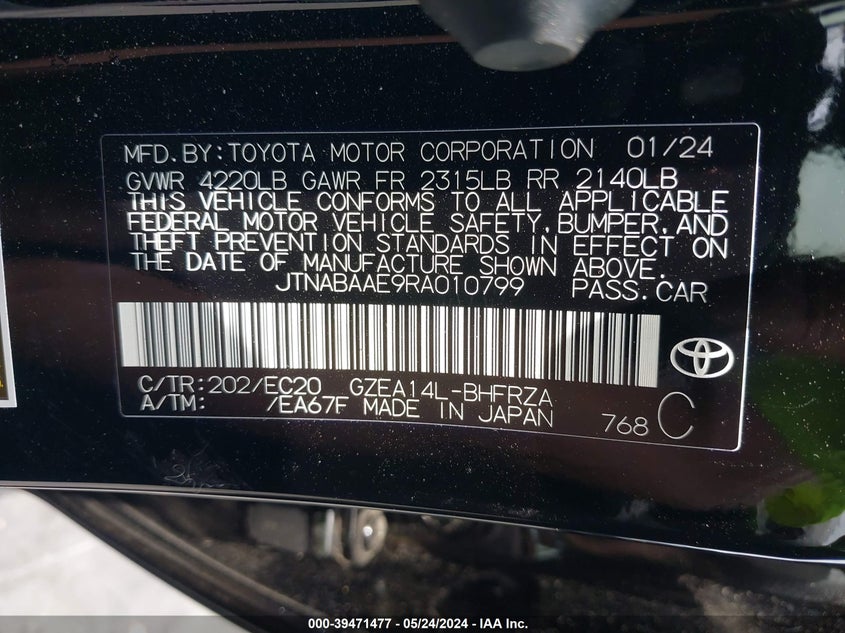 MFD.BY:TOYOTA MOTOR CORPORATION 01/24
GVWR 4220LB GAWR FR 2315LB RR 2140LB
THIS VEHICLE CONFORMS TO ALL APPLICABLE
FEDERAL MOTOR VEHICLE SAFETY,BUMPER,AND
THEFT PREVENTION STANDARDS IN EFFECT ON
THE DATE OF MANUFACTURE SHOWN ABOVE.
JTNABAAE9RA010799 PASS.CAR
C/TR:202/EC20 GZEA14L-BHFRZA
A/TM: /EA67F MADE IN JAPAN 768 C
000-39471477 - 05/24/2024 - IAA Inc.